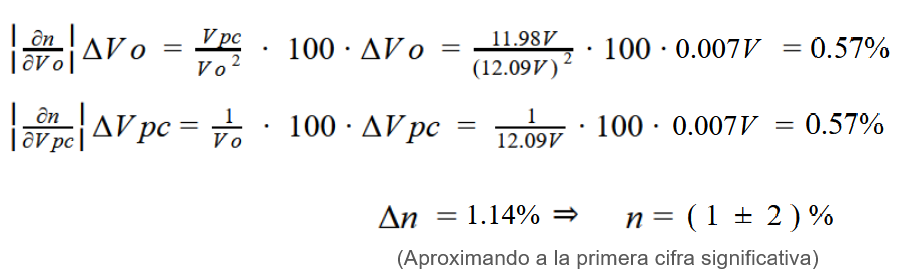 |∂n/∂Vo| ΔVo = Vpc/Vo² · 100 · ΔVo = 11.98V/(12.09V)² · 100 · 0.007V = 0.57%
|∂n/∂Vpc| ΔVpc = 1/Vo · 100 · ΔVpc = 1/12.09V · 100 · 0.007V = 0.57%
Δn = 1.14% ⇒ n = ( 1 ± 2 ) %
(Aproximando a la primera cifra significativa)